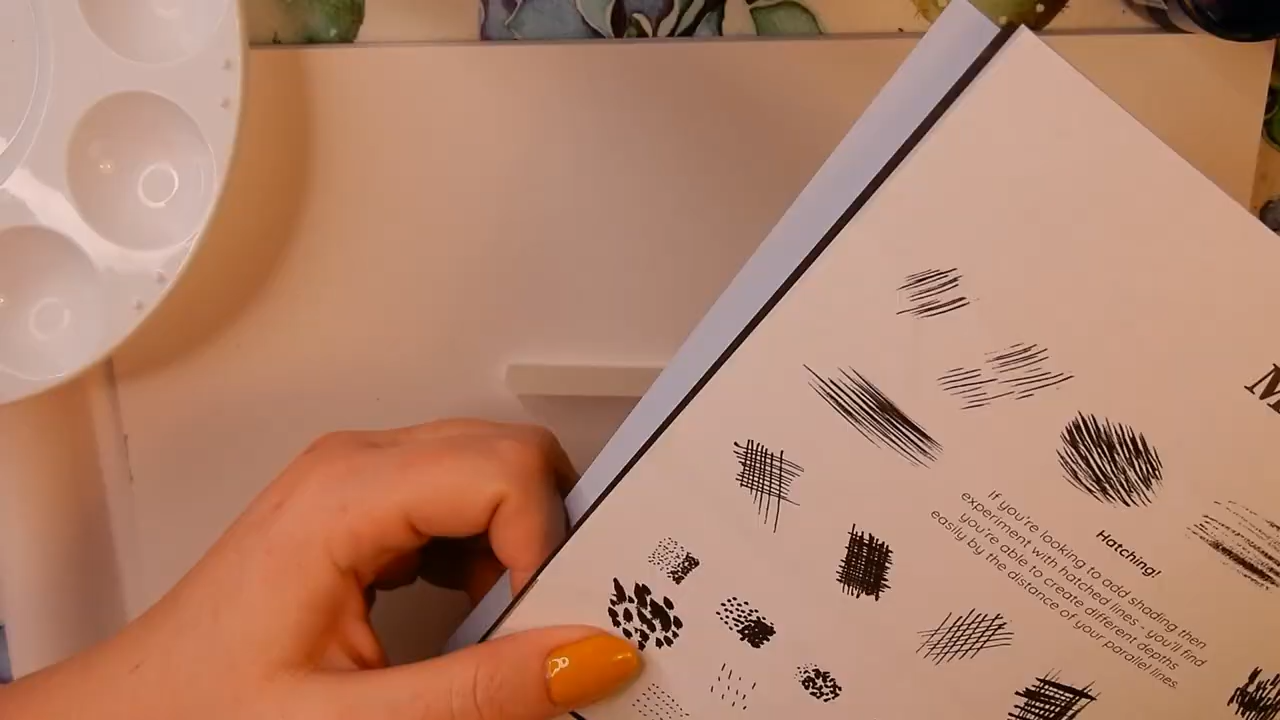 Hatching!
If you're looking to add shading then
experiment with hatched lines - you'll find
you're able to create different depths
easily by the distance of your parallel lines.